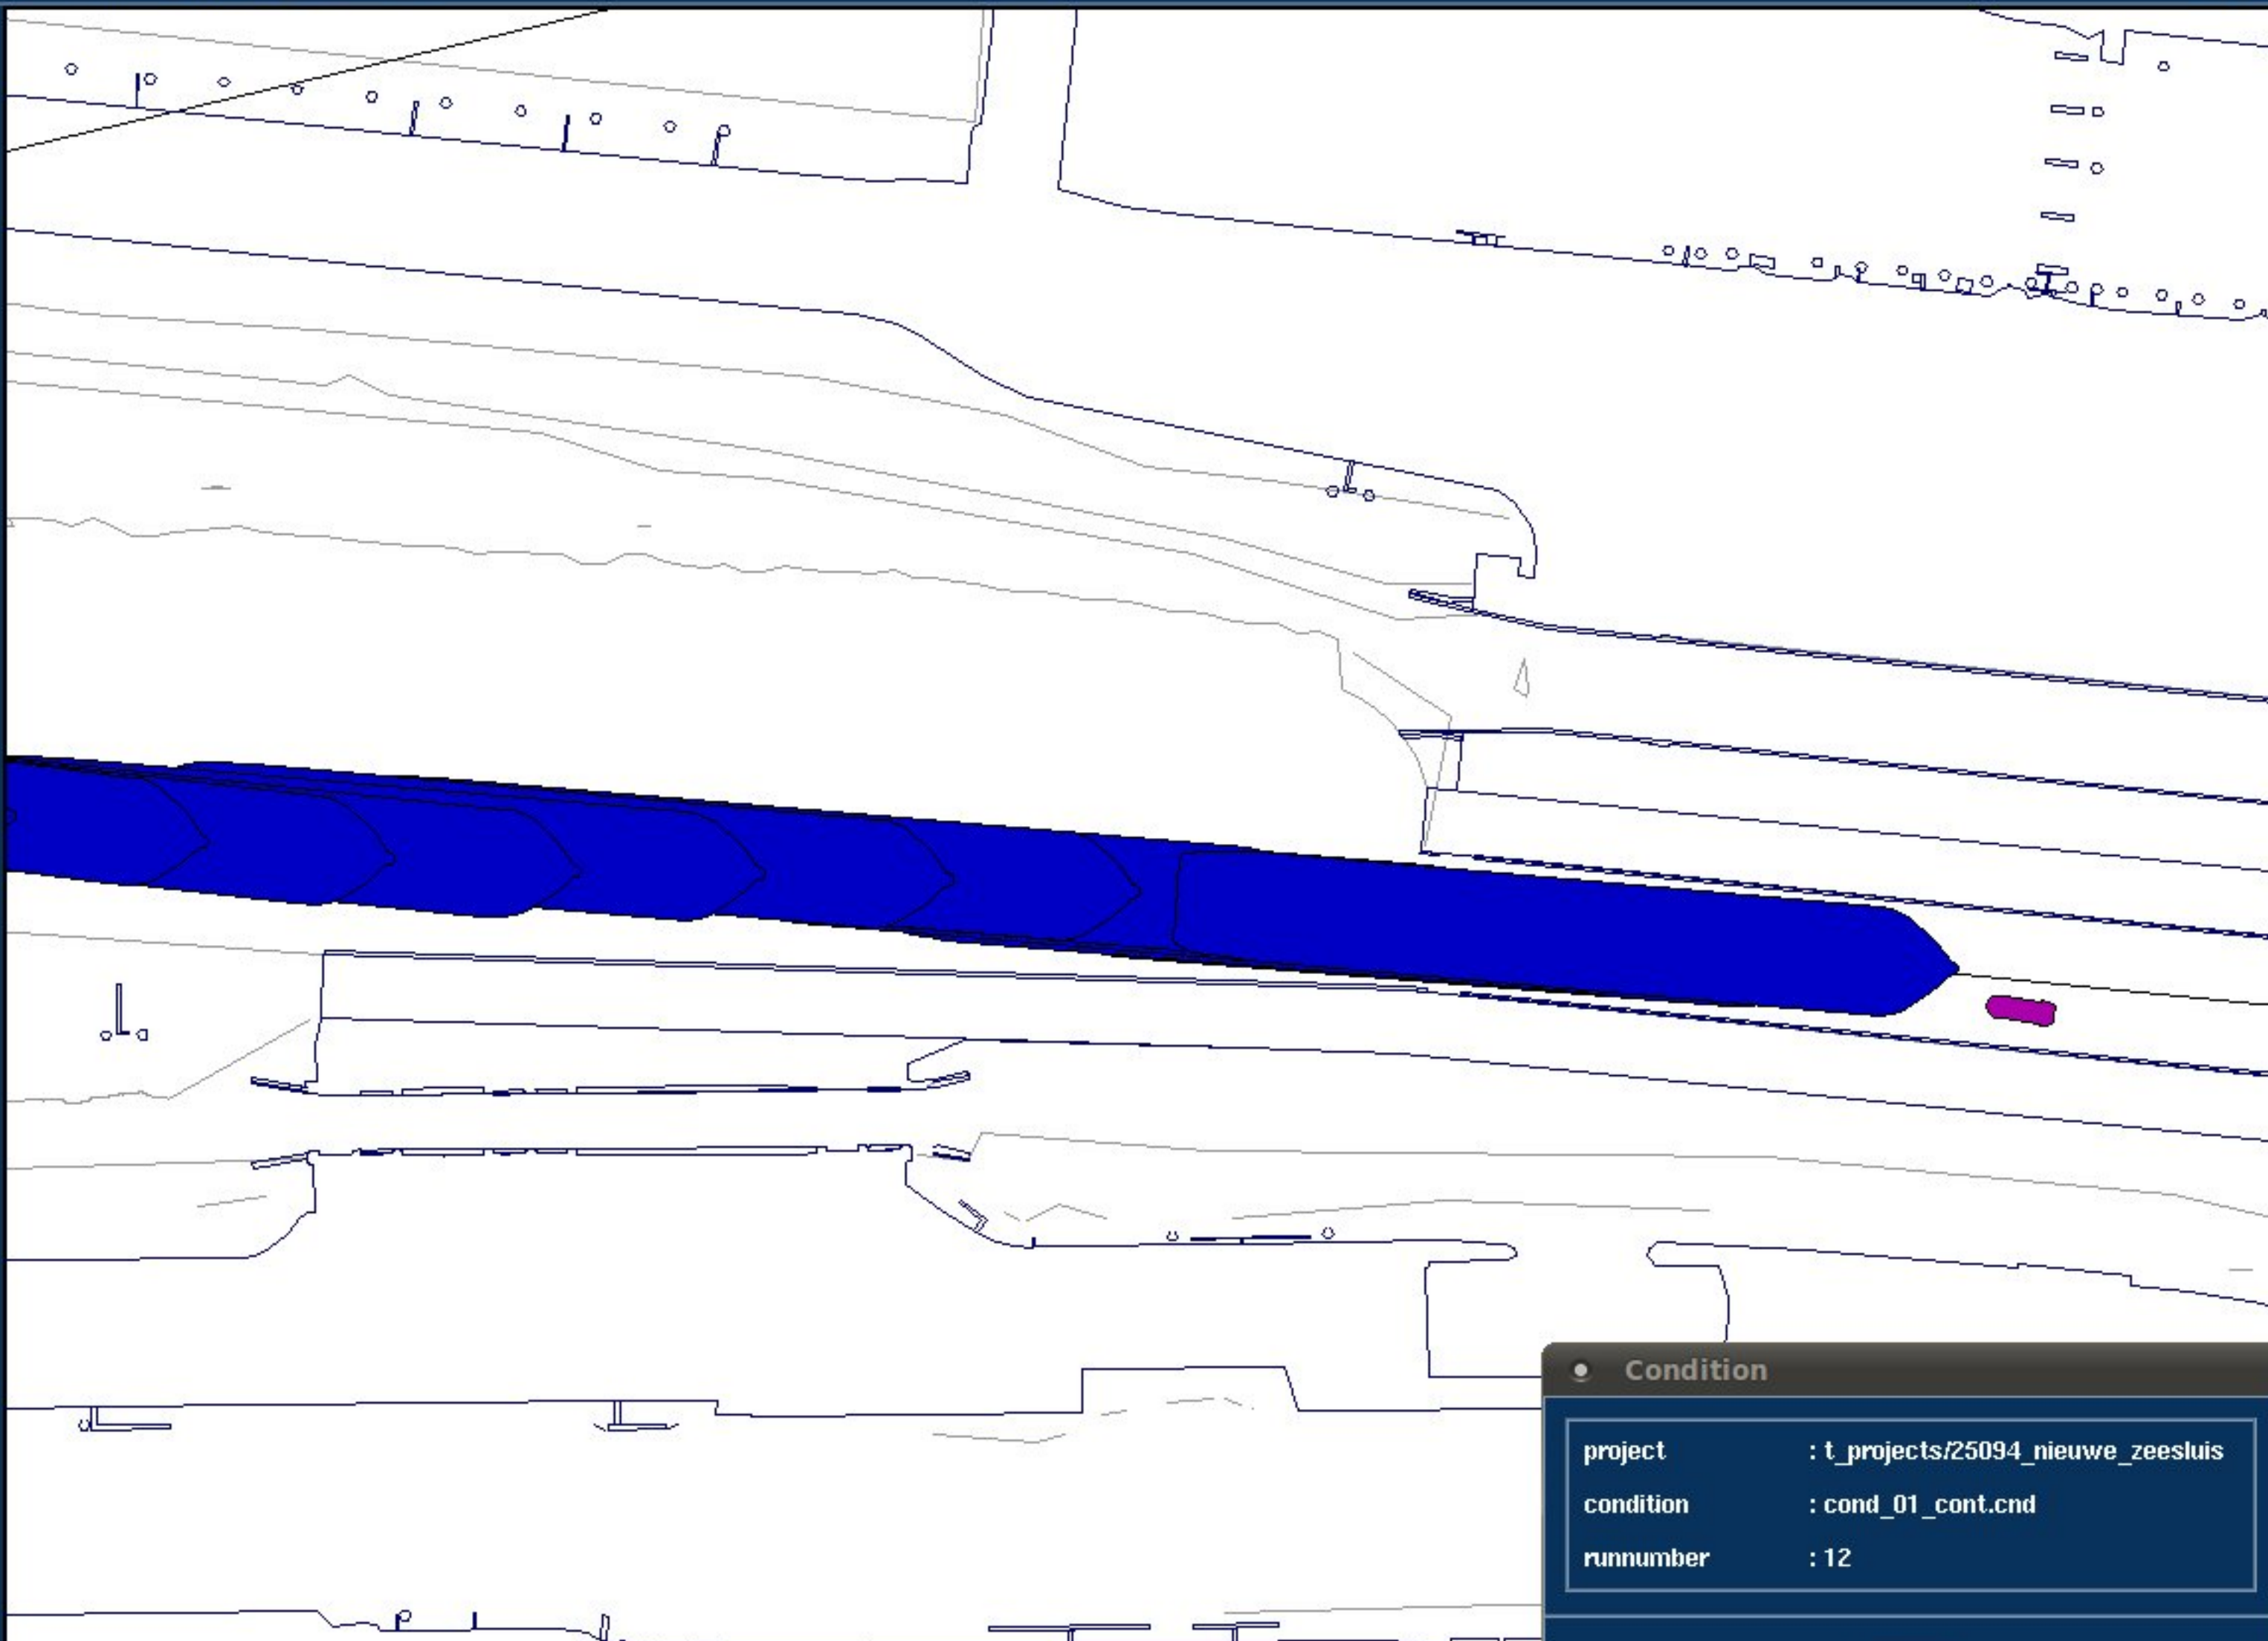 Condition
project : t_projects/25094_nieuwe_zeesluis
condition : cond_01_cont.cnd
runnumber : 12